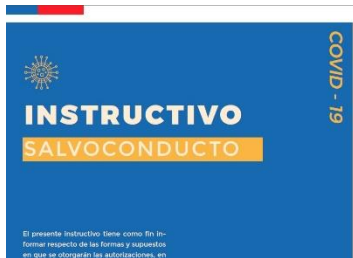 COVID - 19
INSTRUCTIVO
SALVOCONDUCTO
El presente instructivo tiene como fin in-
formar respecto de las formas y supuestos
en que se otorgarán las autorizaciones, en